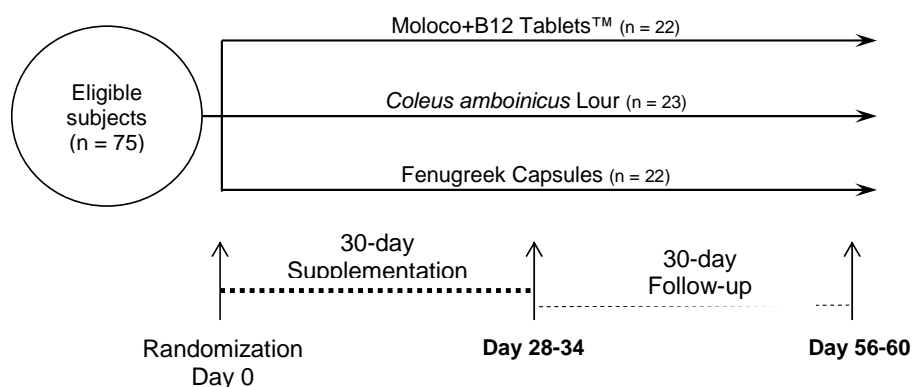 Moloco+B12 Tablets™ (n = 22)
Eligible
subjects
(n = 75)
Coleus amboinicus Lour (n = 23)
Fenugreek Capsules (n = 22)
30-day
Supplementation
30-day
Follow-up
Randomization
Day 0
Day 28-34
Day 56-60